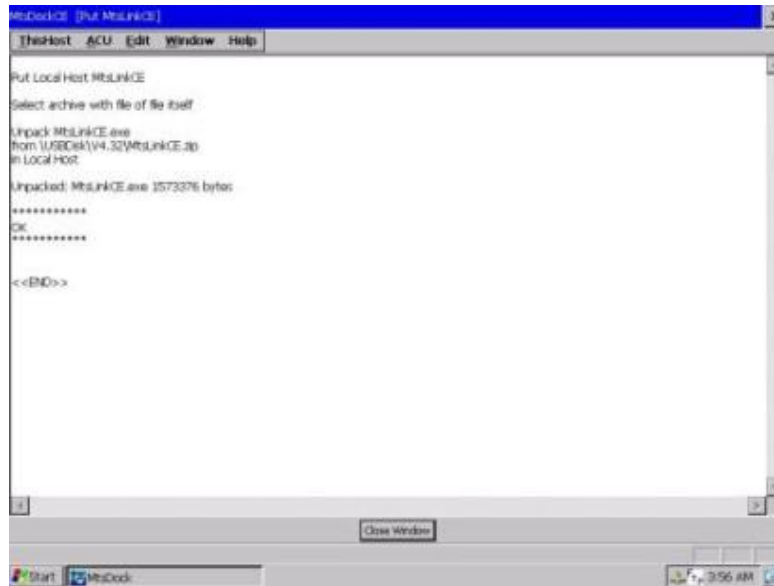 MtsDockCE [Put MtsLinkCE]
ThisHost ACU Edit Window Help
Put Local Host MtsLinkCE
Select archive with file of file itself
Unpack MtsLinkCE.exe
from \USBDisk\V4.32\MtsLinkCE.zip
in Local Host
Unpacked: MtsLinkCE.exe 1573376 bytes
***********
OK
***********
<<END>>
Close Window
Start MtsDock 3:56 AM